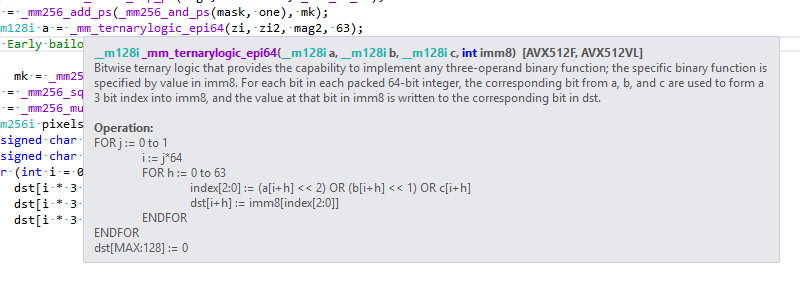 = _mm256_add_ps(_mm256_and_ps(mask, one), mk);
m128i a = _mm_ternarylogic_epi64(zi, zi2, mag2, 63);
Early bailo
__m128i _mm_ternarylogic_epi64(__m128i a, __m128i b, __m128i c, int imm8) [AVX512F, AVX512VL]
Bitwise ternary logic that provides the capability to implement any three-operand binary function; the specific binary function is
specified by value in imm8. For each bit in each packed 64-bit integer, the corresponding bit from a, b, and c are used to form a
3 bit index into imm8, and the value at that bit in imm8 is written to the corresponding bit in dst.
Operation:
FOR j := 0 to 1
i := j*64
FOR h := 0 to 63
index[2:0] := (a[i+h] << 2) OR (b[i+h] << 1) OR c[i+h]
dst[i+h] := imm8[index[2:0]]
ENDFOR
ENDFOR
dst[MAX:128] := 0
mk = _mm25
= _mm256_sq
= _mm256_mu
m256i pixels
signed char
signed char
r (int i = 0
dst[i * 3
dst[i * 3
dst[i * 3